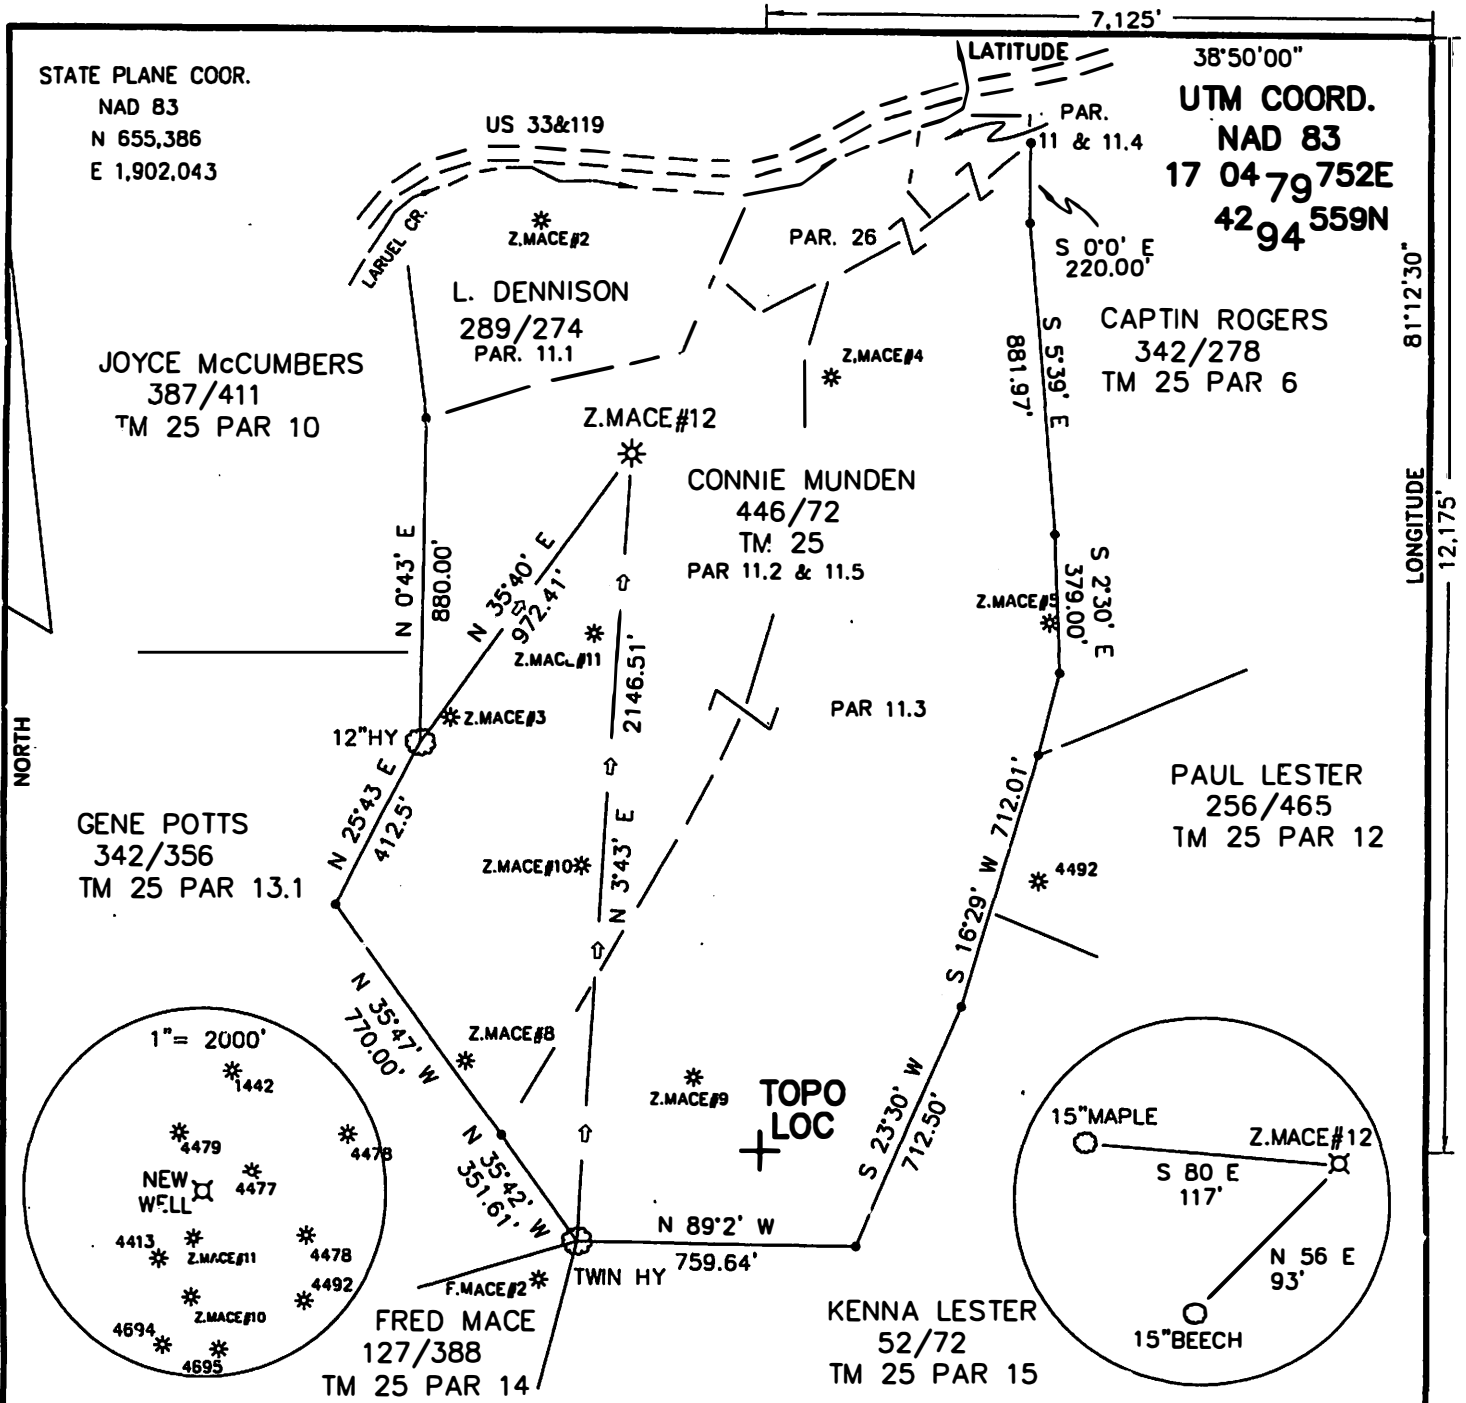 7,125'
LATITUDE
38°50'00"
STATE PLANE COOR.
NAD 83
N 655,386
E 1,902,043
UTM COORD.
NAD 83
17 04 79 752E
42 94 559N
US 33&119
PAR.
11 & 11.4
LARUEL CR.
Z.MACE#2
PAR. 26
S 0°0' E
220.00'
81°12'30"
LONGITUDE
12,175'
L. DENNISON
289/274
PAR. 11.1
CAPTIN ROGERS
342/278
TM 25 PAR 6
JOYCE McCUMBERS
387/411
TM 25 PAR 10
Z.MACE#4
S 5°39' E
881.97'
Z.MACE#12
CONNIE MUNDEN
446/72
TM 25
PAR 11.2 & 11.5
N 0°43' E
880.00'
N 35°40' E
972.41'
Z.MACE#5
S 2°30' E
379.00'
Z.MACE#11
2146.51'
N 3°43' E
PAR 11.3
Z.MACE#3
12"HY
NORTH
PAUL LESTER
256/465
TM 25 PAR 12
GENE POTTS
342/356
TM 25 PAR 13.1
N 25°43 E
412.5'
Z.MACE#10
4492
S 16°29' W 712.01'
N 35°47' W
770.00'
Z.MACE#8
Z.MACE#9
TOPO
LOC
S 23°30' W
712.50'
N 35°42' W
351.61'
N 89°2' W
759.64'
TWIN HY
F.MACE#2
FRED MACE
127/388
TM 25 PAR 14
KENNA LESTER
52/72
TM 25 PAR 15
1"= 2000'
1442
4479
4478
NEW
WELL
4477
4413
Z.MACE#11
4478
4492
Z.MACE#10
4694
4695
15"MAPLE
Z.MACE#12
S 80 E
117'
N 56 E
93'
15"BEECH